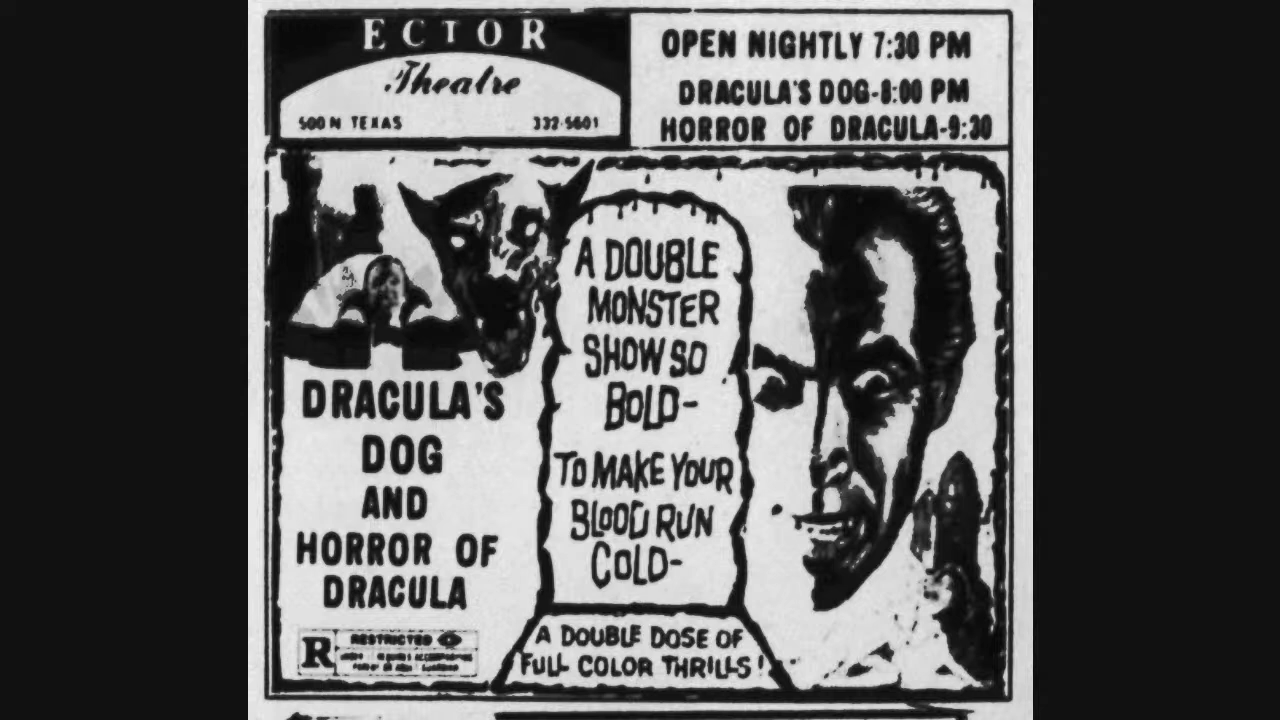 ECTOR
Theatre
500 N TEXAS 332-5601
OPEN NIGHTLY 7:30 PM
DRACULA'S DOG-8:00 PM
HORROR OF DRACULA-9:30
A DOUBLE
MONSTER
SHOW SO
BOLD-
TO MAKE YOUR
BLOOD RUN
COLD-
DRACULA'S
DOG
AND
HORROR OF
DRACULA
R RESTRICTED
A DOUBLE DOSE OF
FULL COLOR THRILLS!